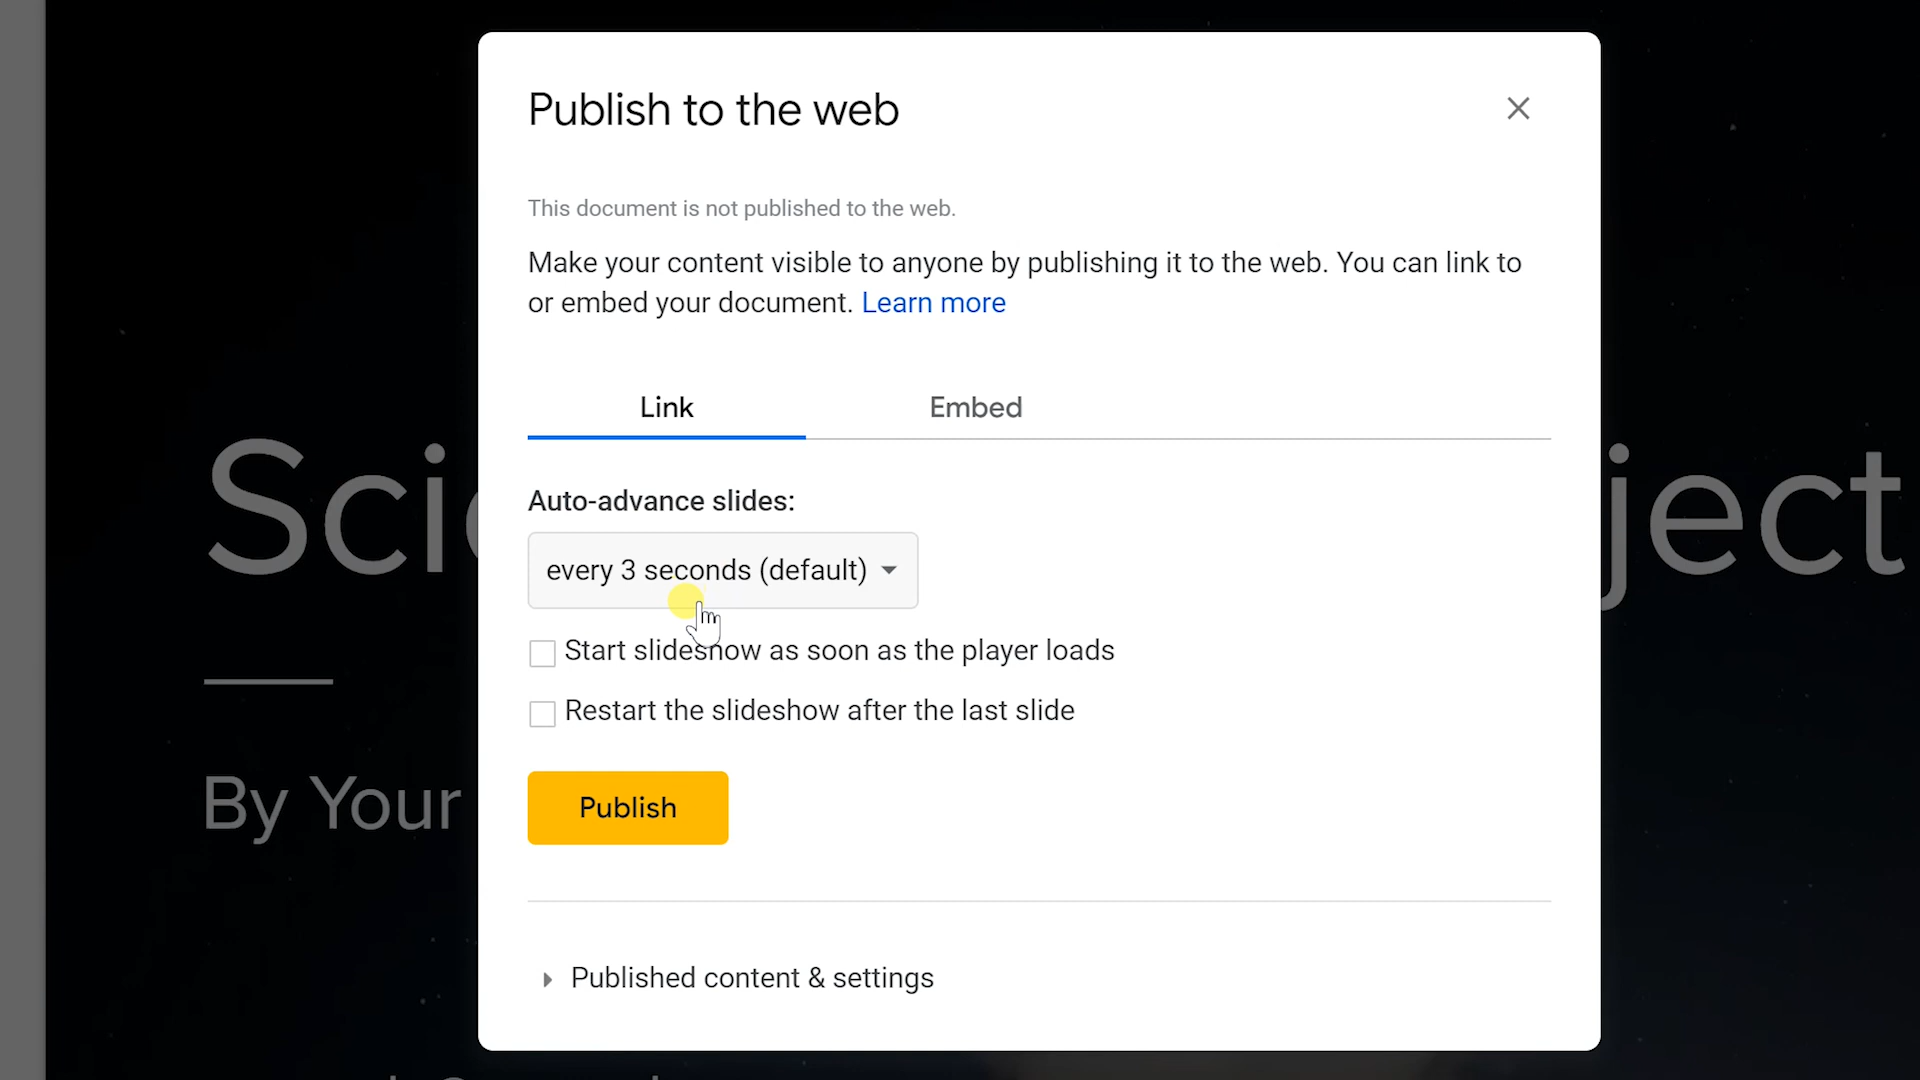 Publish to the web
This document is not published to the web.
Make your content visible to anyone by publishing it to the web. You can link to
or embed your document. Learn more
Link Embed
Auto-advance slides:
Sci ject
every 3 seconds (default)
Start slideshow as soon as the player loads
Restart the slideshow after the last slide
By Your
Publish
Published content & settings